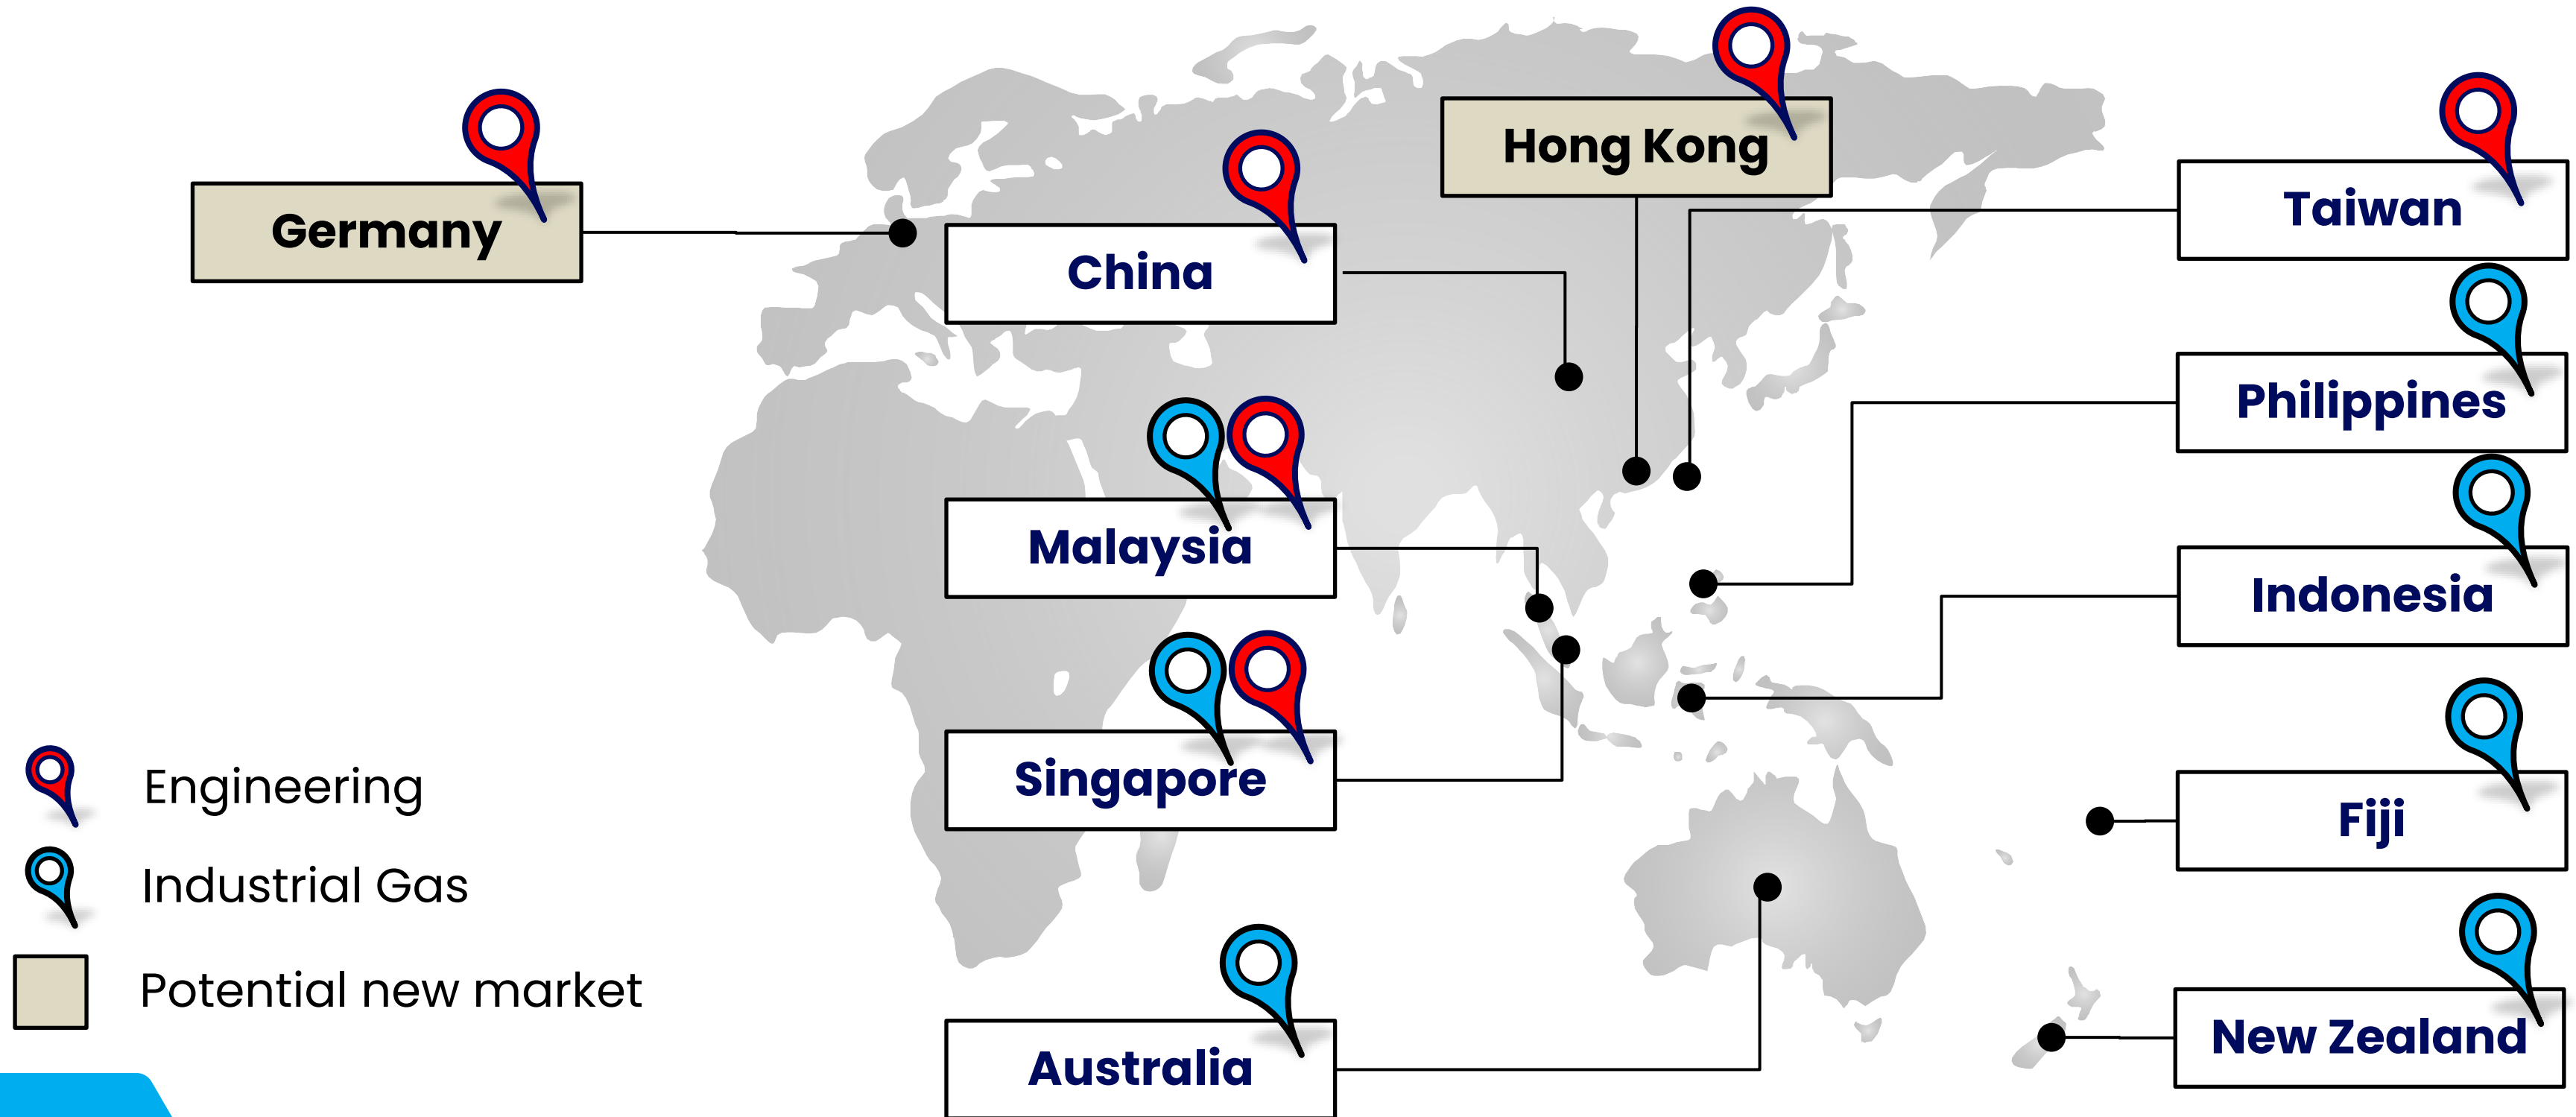 Hong Kong
Germany
China
Taiwan
Philippines
Malaysia
Indonesia
Singapore
Fiji
Australia
New Zealand
Engineering
Industrial Gas
Potential new market